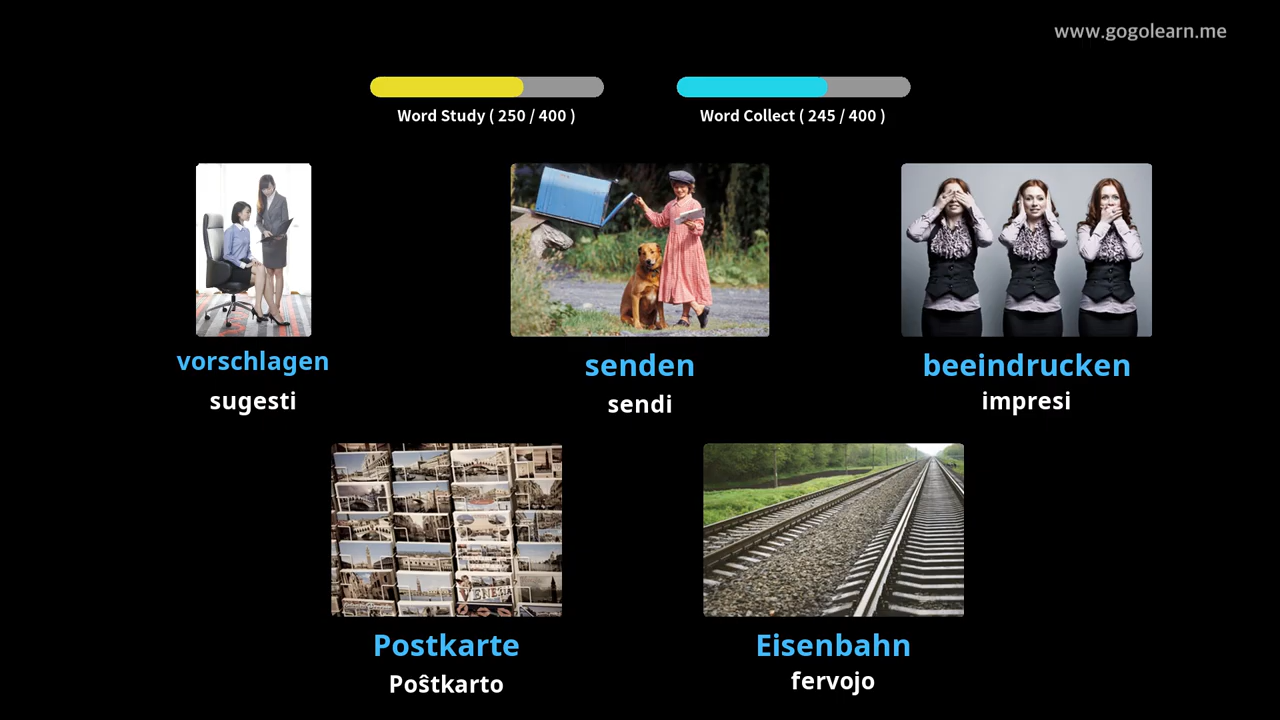 www.gogolearn.me
Word Study ( 250 / 400 )
Word Collect ( 245 / 400 )
vorschlagen
sugesti
senden
sendi
beeindrucken
impresi
Postkarte
Poŝtkarto
Eisenbahn
fervojo